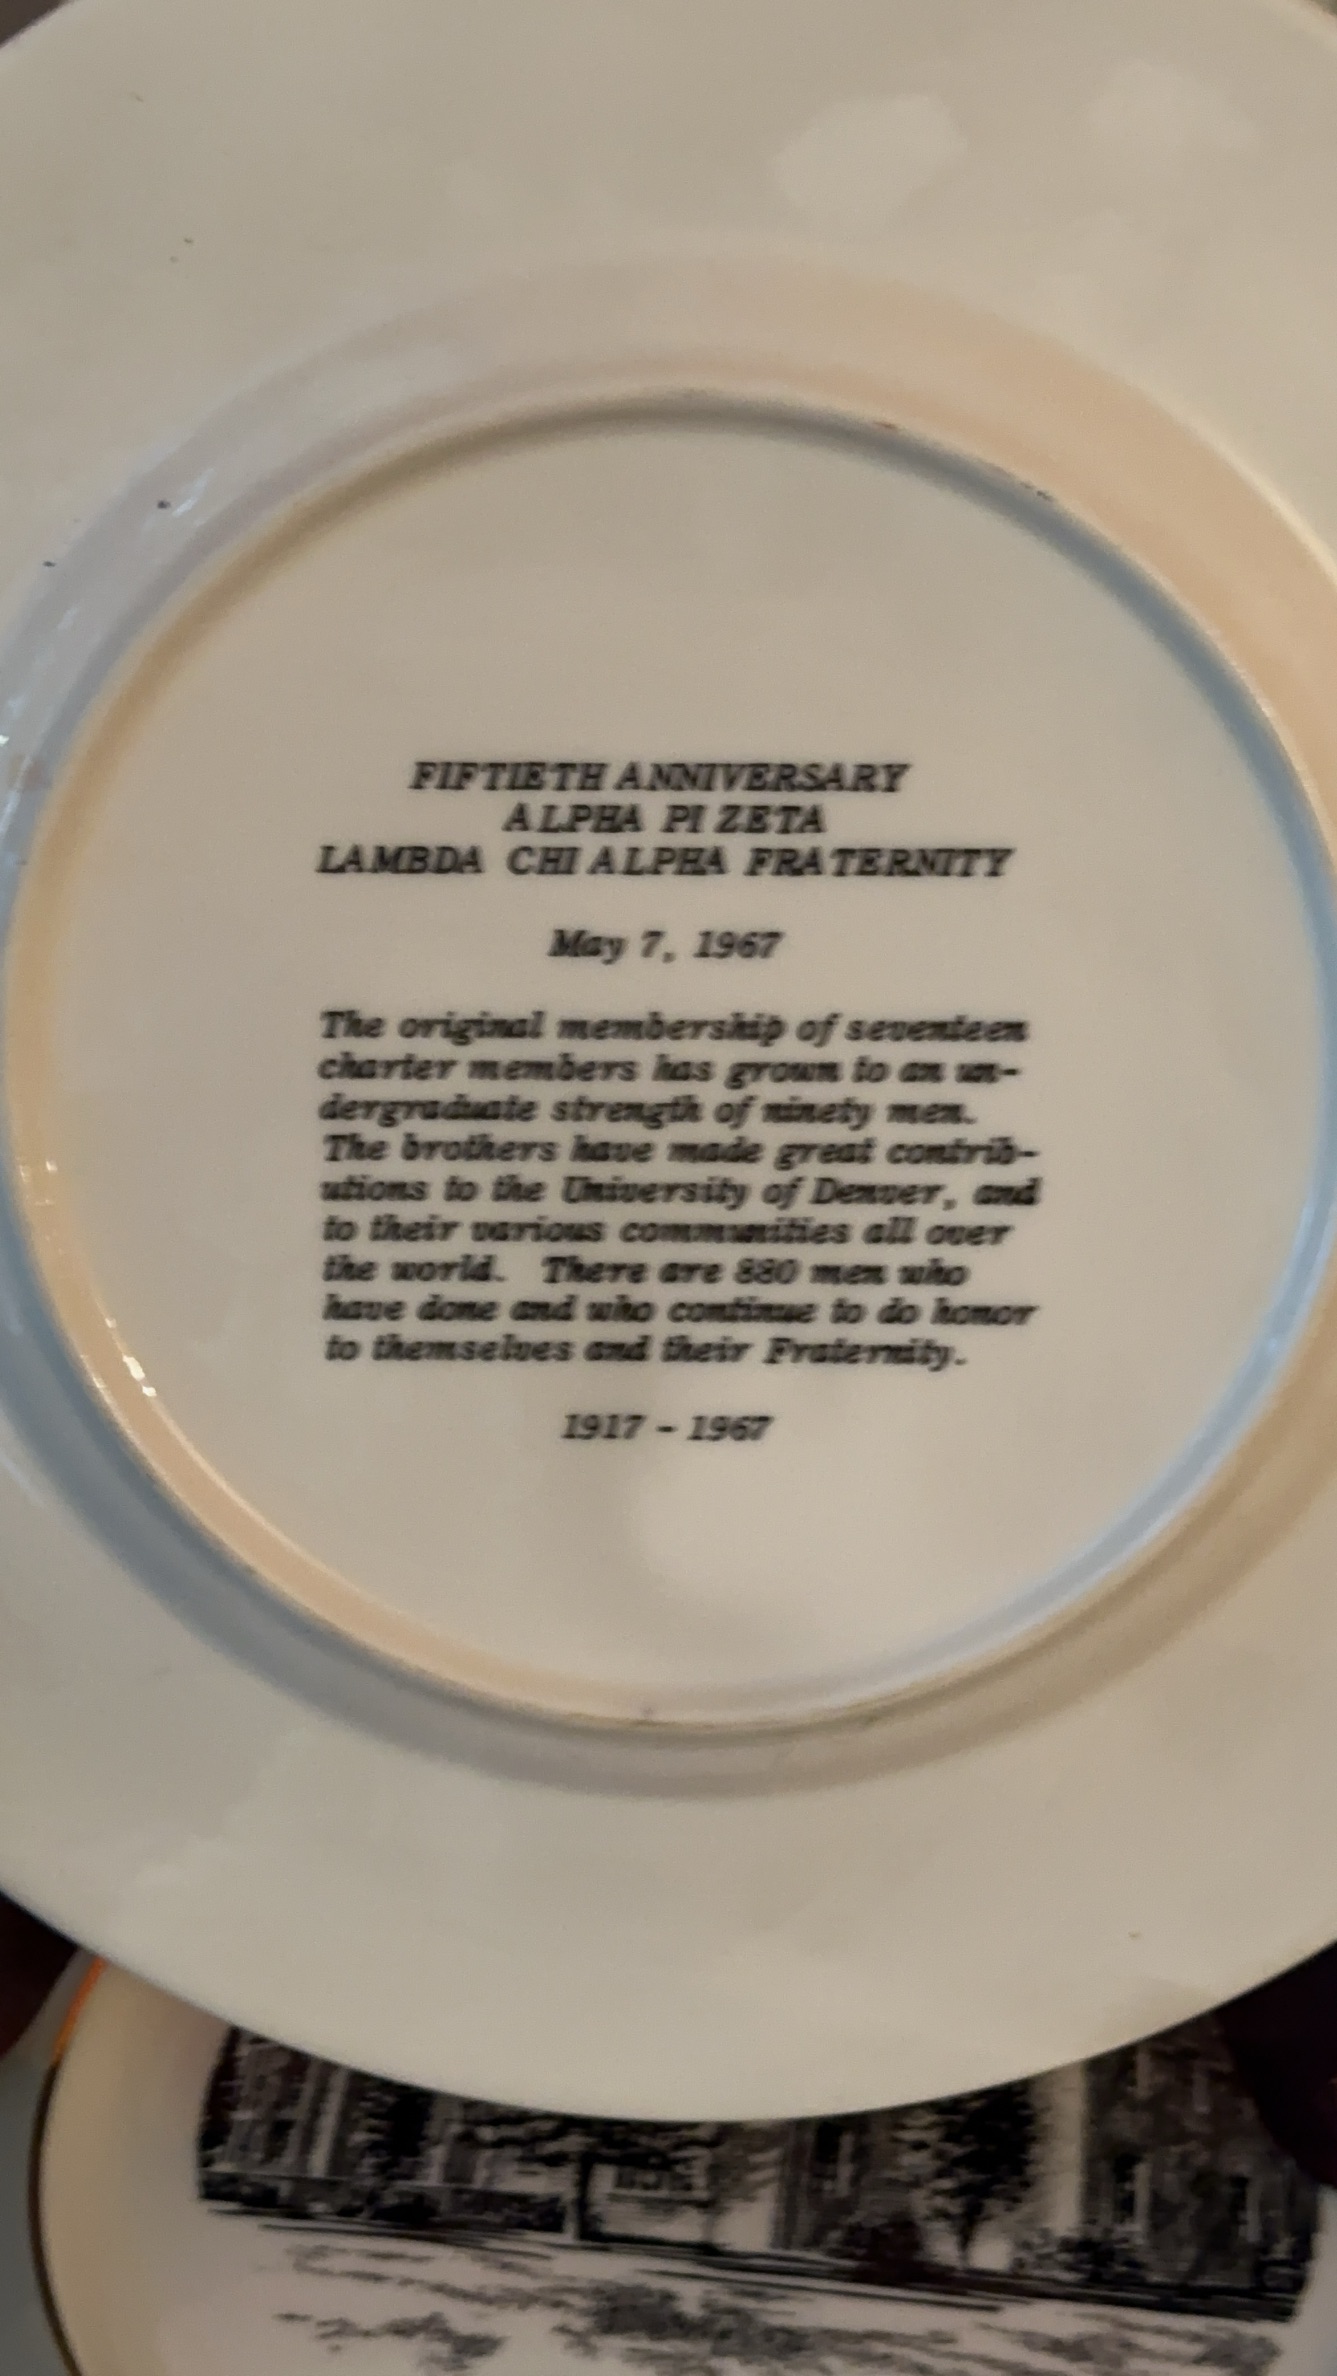 FIFTIETH ANNIVERSARY
ALPHA PI ZETA
LAMBDA CHI ALPHA FRATERNITY
May 7, 1967
The original membership of seventeen
charter members has grown to an un-
dergraduate strength of ninety men.
The brothers have made great contrib-
utions to the University of Denver, and
to their various communities all over
the world. There are 880 men who
have done and who continue to do honor
to themselves and their Fraternity.
1917 - 1967